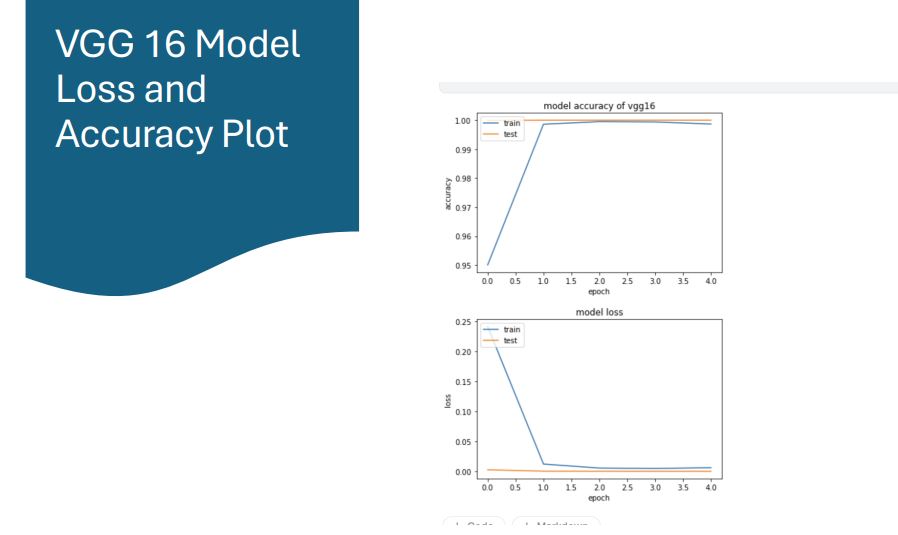 VGG 16 Model
Loss and
Accuracy Plot
model accuracy of vgg16
train
test
1.00
0.99
0.98
0.97
0.96
0.95
accuracy
0.0 0.5 1.0 1.5 2.0 2.5 3.0 3.5 4.0
epoch
model loss
train
test
0.25
0.20
0.15
0.10
0.05
0.00
loss
0.0 0.5 1.0 1.5 2.0 2.5 3.0 3.5 4.0
epoch
+ Code + Markdown